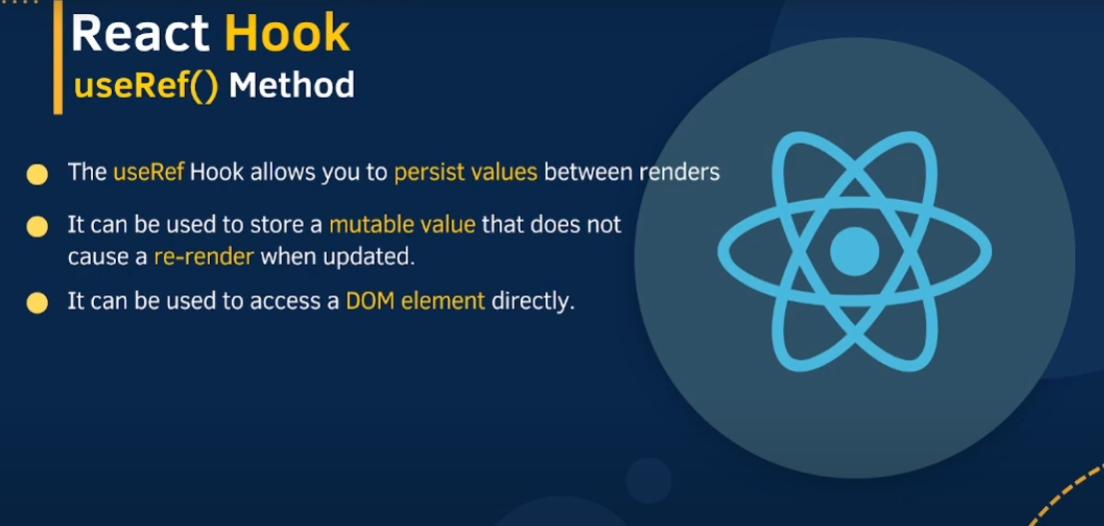 React Hook
useRef() Method
The useRef Hook allows you to persist values between renders
It can be used to store a mutable value that does not
cause a re-render when updated.
It can be used to access a DOM element directly.